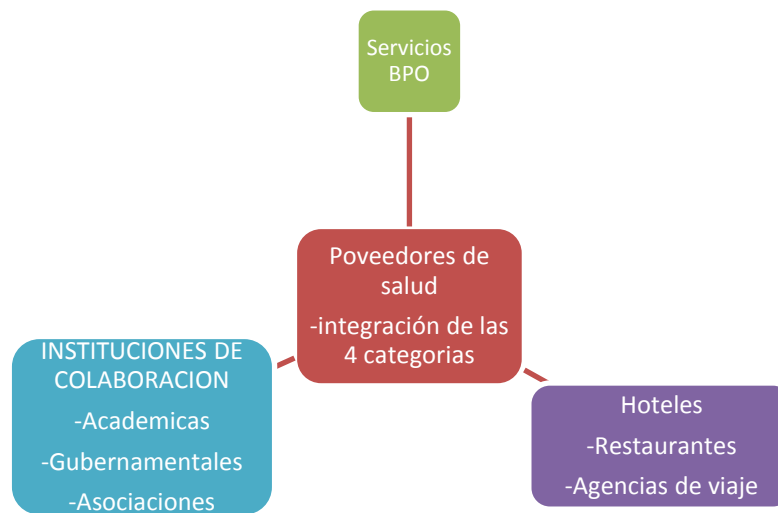 Servicios
BPO
Poveedores de
salud
-integración de las
4 categorias
INSTITUCIONES DE
COLABORACION
-Academicas
-Gubernamentales
-Asociaciones
Hoteles
-Restaurantes
-Agencias de viaje